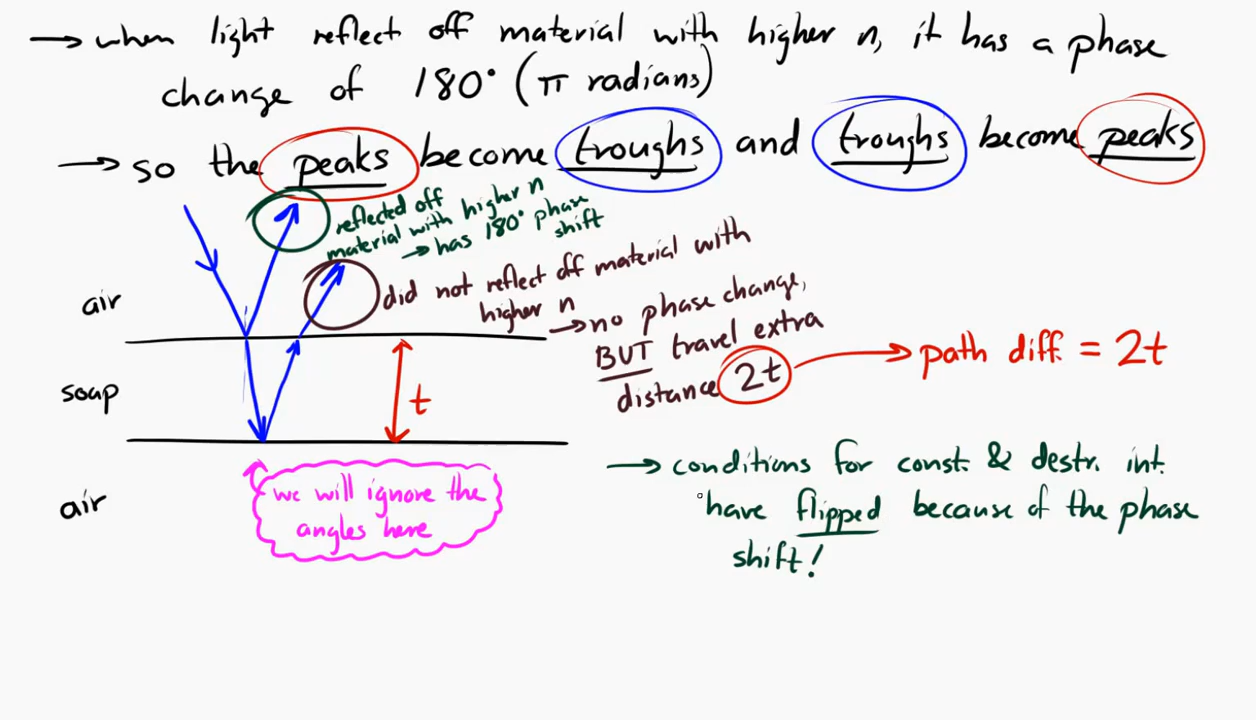 → when light reflect off material with higher n, it has a phase
change of 180° (π radians)
→ so the peaks become troughs and troughs become peaks
reflected off
material with higher n
→ has 180° phase
shift
did not reflect off material with
higher n
→ no phase change,
BUT travel extra
distance 2t
→ path diff. = 2t
air
soap
t
air
we will ignore the
angles here
→ conditions for const. & destr. int.
have flipped because of the phase
shift!